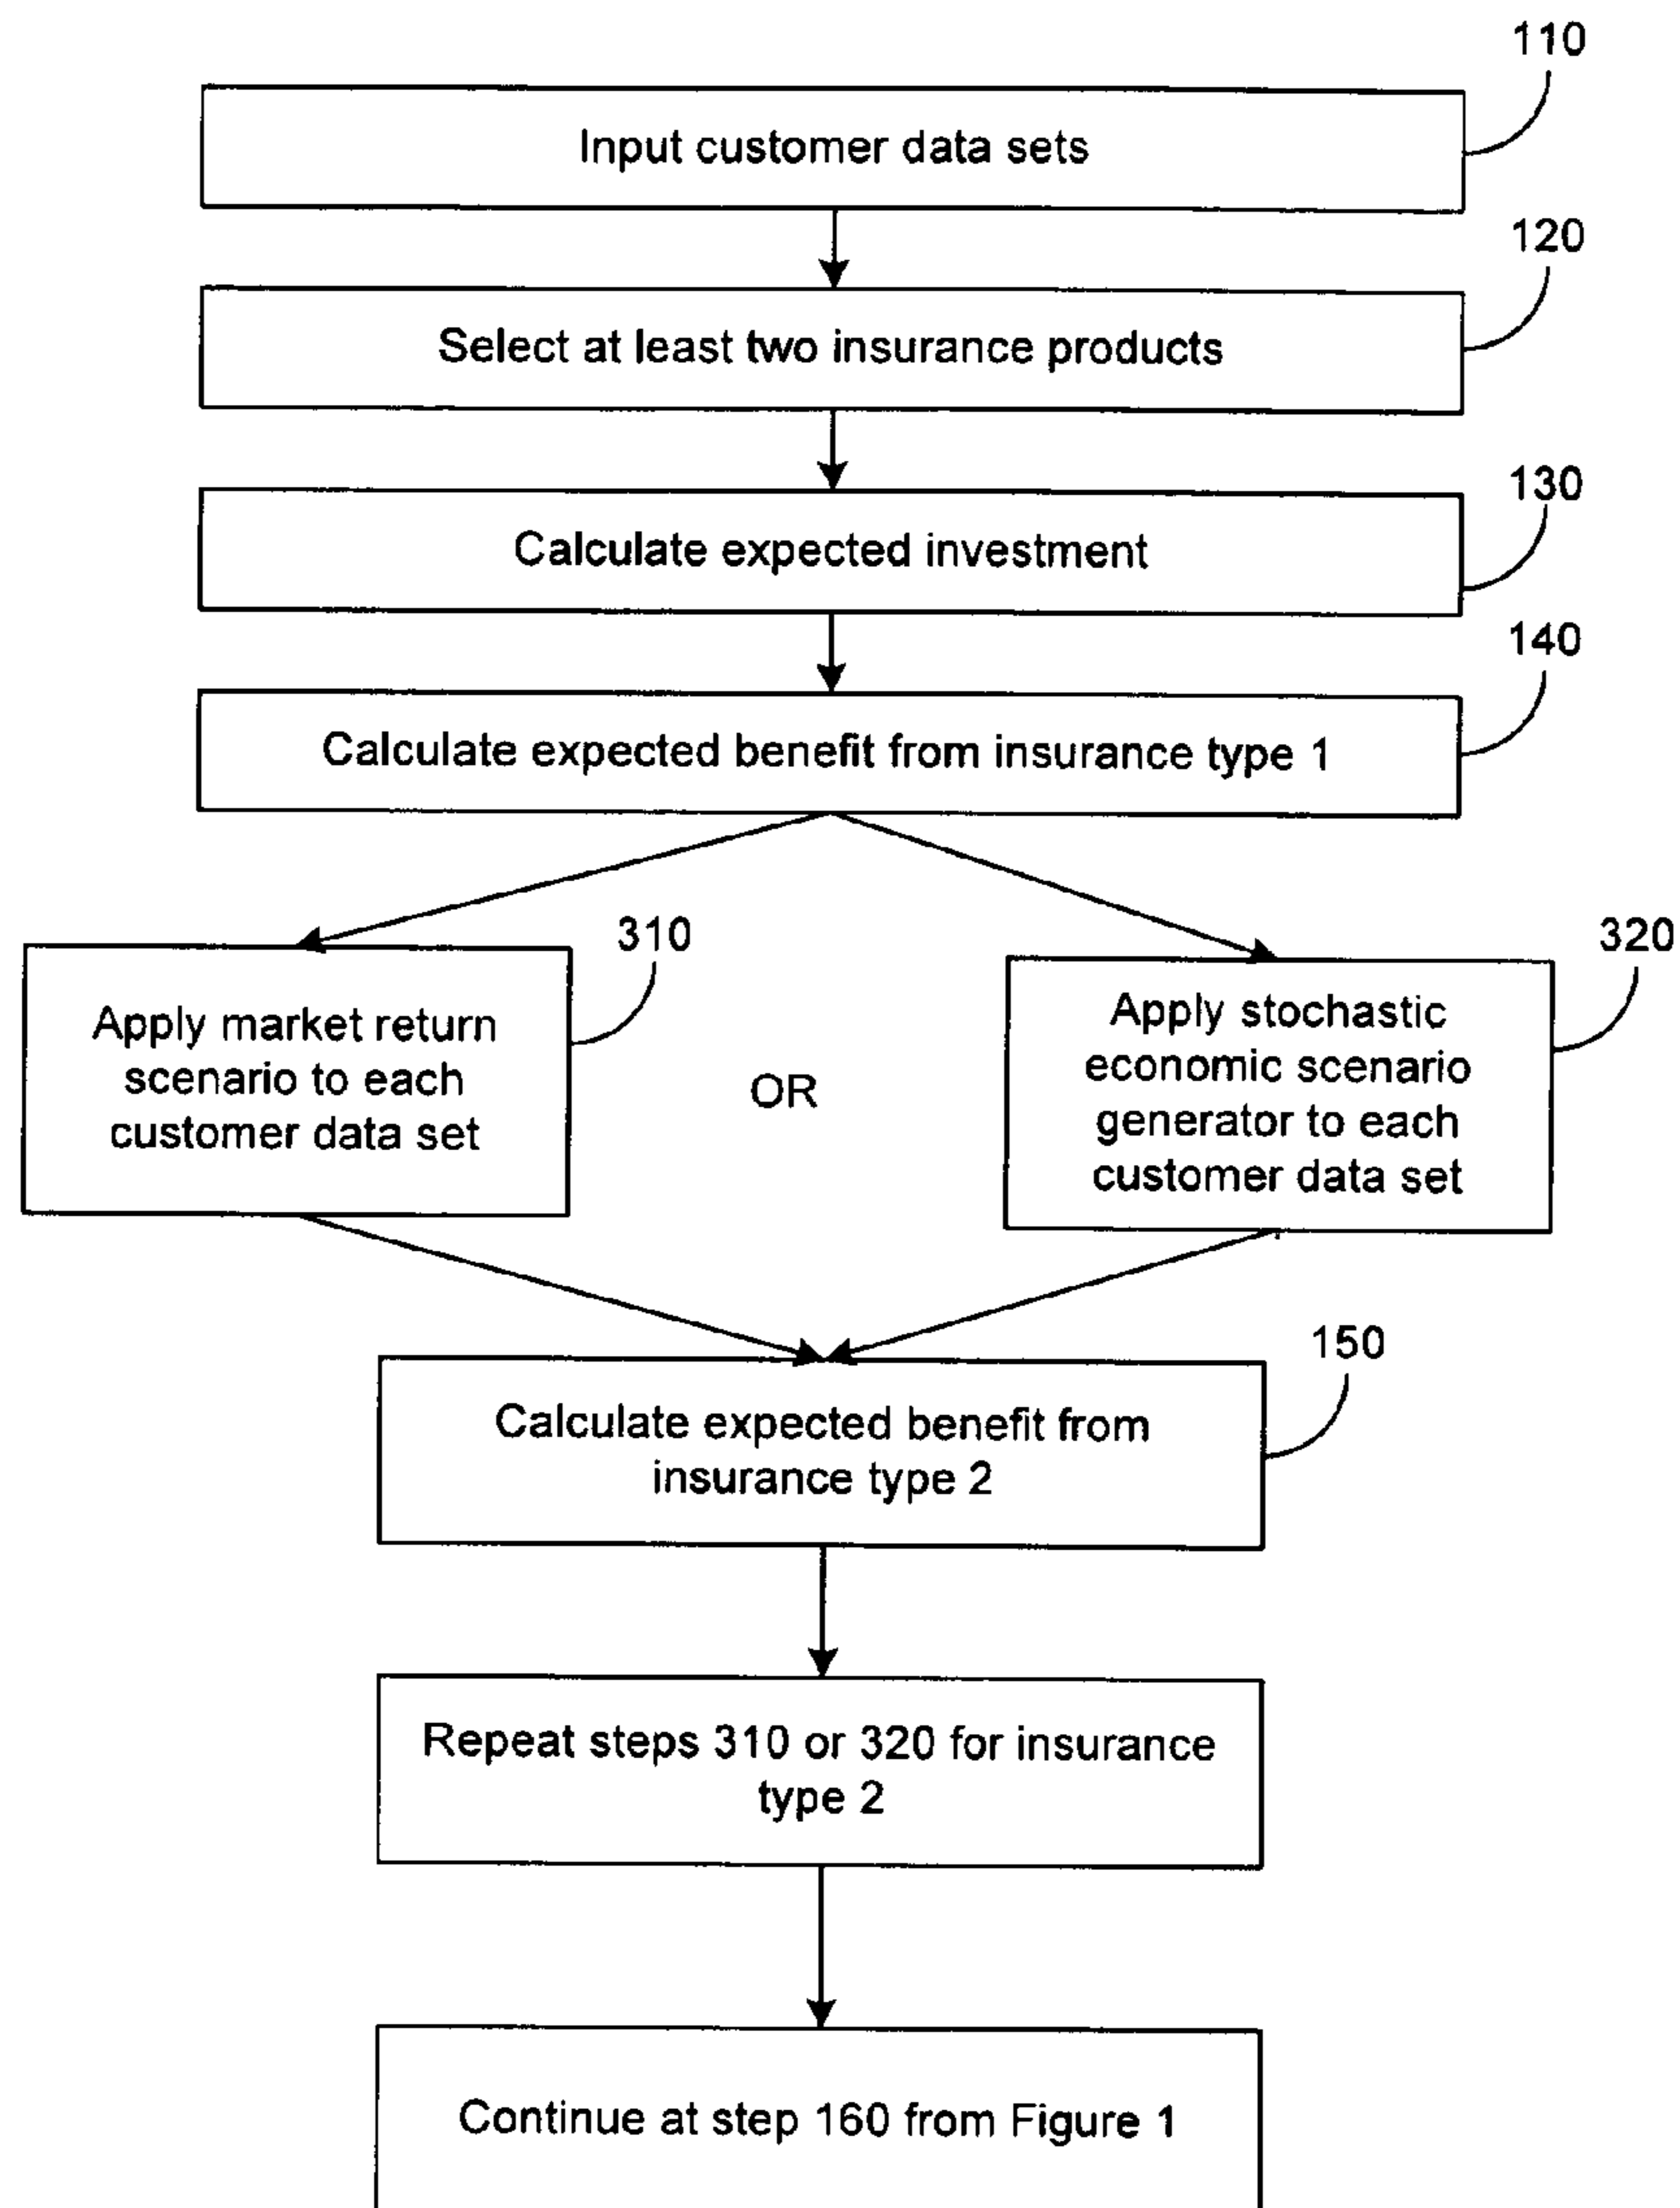 110
Input customer data sets
120
Select at least two insurance products
130
Calculate expected investment
140
Calculate expected benefit from insurance type 1
310
320
Apply market return
scenario to each
customer data set
OR
Apply stochastic
economic scenario
generator to each
customer data set
150
Calculate expected benefit from
insurance type 2
Repeat steps 310 or 320 for insurance
type 2
Continue at step 160 from Figure 1